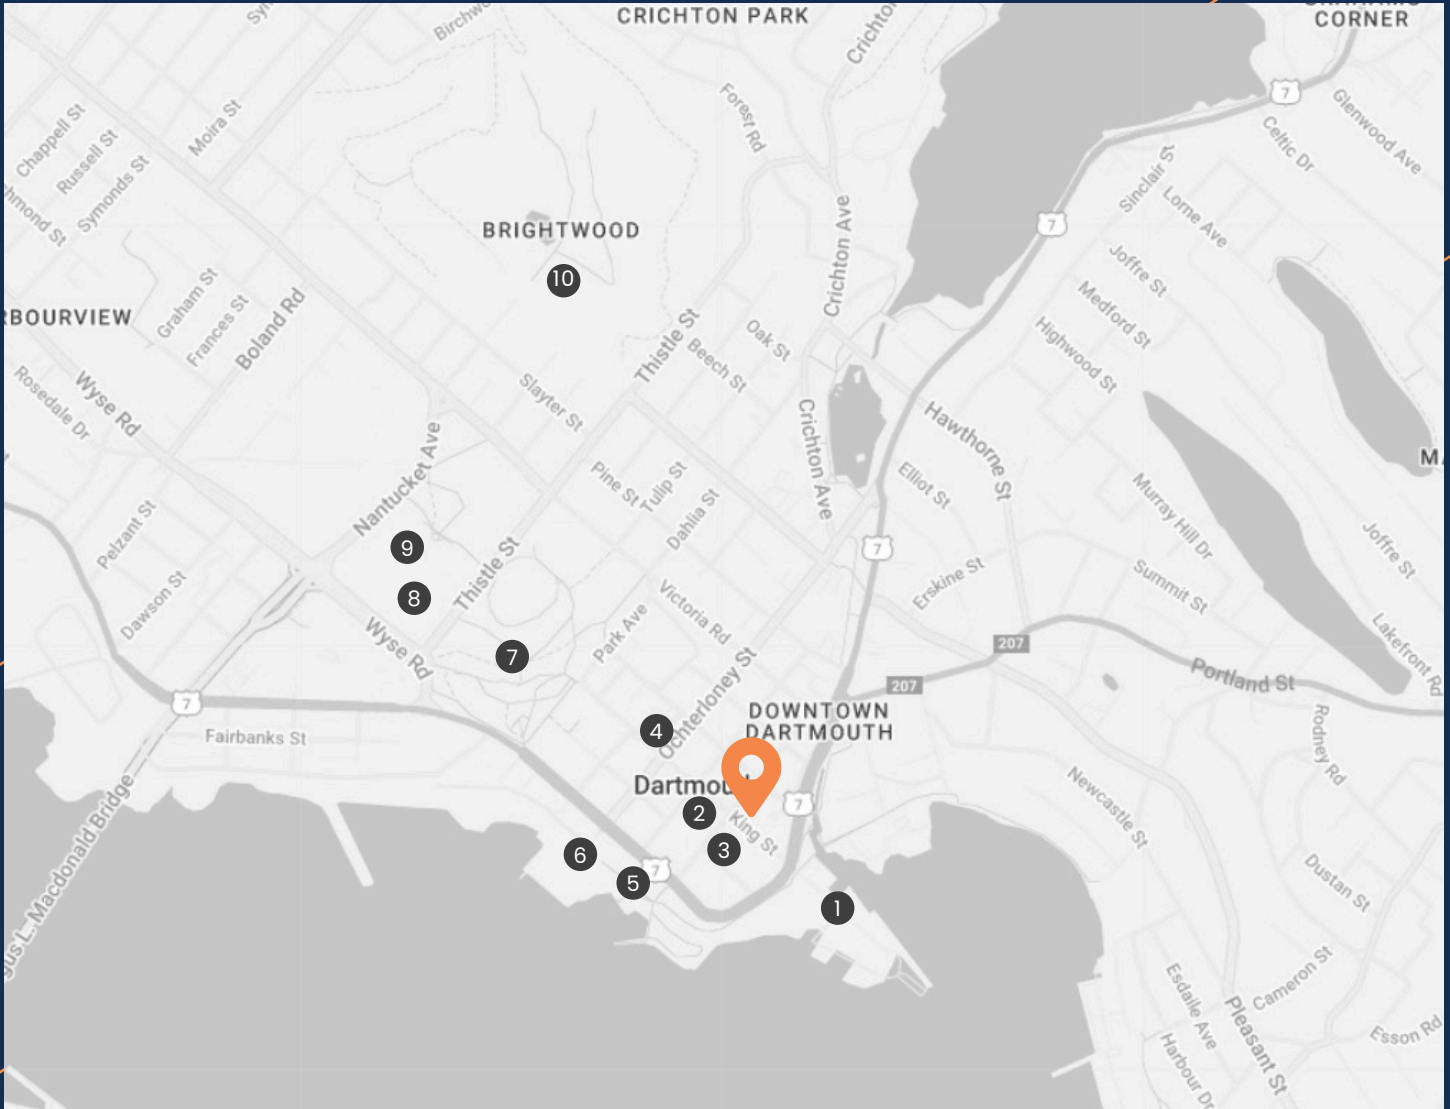 CRICHTON PARK
CORNER
Crichton
7
Glenwood Ave
Celtic Dr
Forest Rd
Moira St
Chappell St
Russell St
Symonds St
Sinclair St
Lorne Ave
7
BRIGHTWOOD
Crichton Ave
10
Joffre St
Medford St
Highwood St
Graham St
Frances St
Boland Rd
RBOURVIEW
Thistle St
Oak St
Beech St
Slayter St
Wyse Rd
Rosedale Dr
Nantucket Ave
Crichton Ave
Hawthorne St
Elliot St
Pine St
Tulip St
Dahlia St
Murray Hill Dr
Joffre St
Pelzant St
9
7
Thistle St
Erskine St
Summit St
8
Dawson St
Victoria Rd
Park Ave
Wyse Rd
7
207
207
Portland St
Lakefront Rd
7
Fairbanks St
4
Ochterloney St
DOWNTOWN
DARTMOUTH
Rodney Rd
2
7
King St
3
Newcastle St
6
5
7
1
Dustan St
Macdonald Bridge
Cameron St
Esdaile Ave
Pleasant St
Esson Rd
Harbour Dr